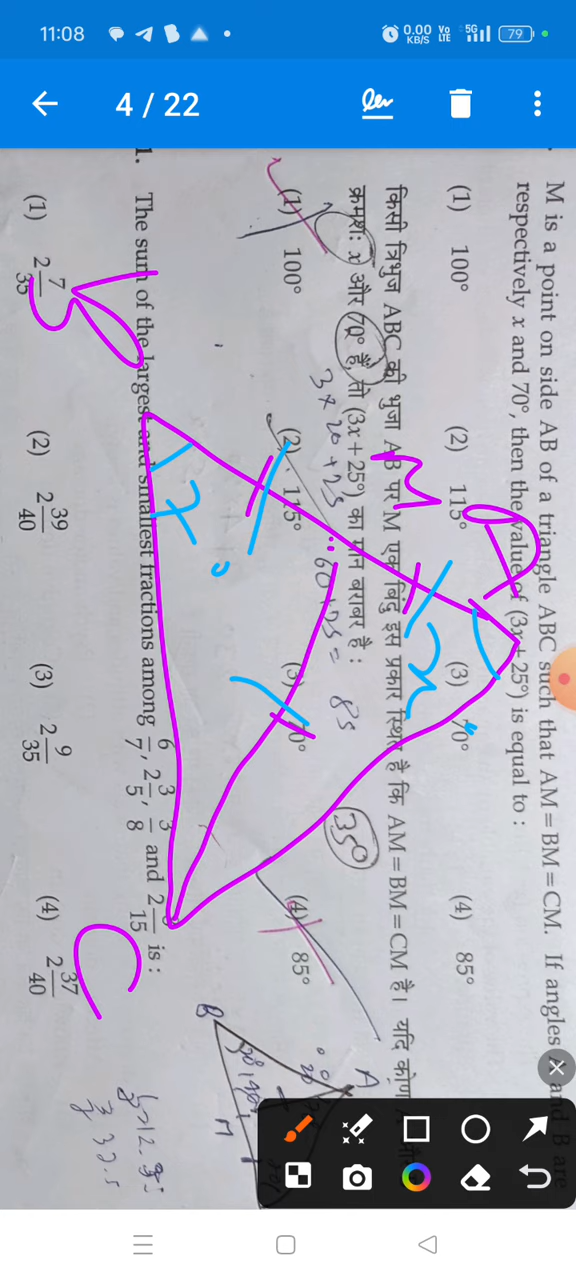 11:08
0.00 KB/S
Vo LTE
5G
79
4 / 22
M is a point on side AB of a triangle ABC such that AM = BM = CM. If angles A and B are
respectively x and 70°, then the value of (3x + 25°) is equal to :
(1) 100° (2) 115° (3) 70° (4) 85°
किसी त्रिभुज ABC की भुजा AB पर M एक बिंदु इस प्रकार स्थित है कि AM = BM = CM है। यदि कोण
क्रमशः x और 70° हैं, तो (3x + 25°) का मान बराबर है :
(1) 100° (2) 115° (3) 70° (4) 85°
3 x 20 + 25
60 + 25 = 85
35°
A
M
B
C
x
70°
B
A
M
1. The sum of the largest and smallest fractions among 6/7, 2 3/5, 3/8 and 2 /15 is :
(1) 2 7/35 (2) 2 39/40 (3) 2 9/35 (4) 2 37/40